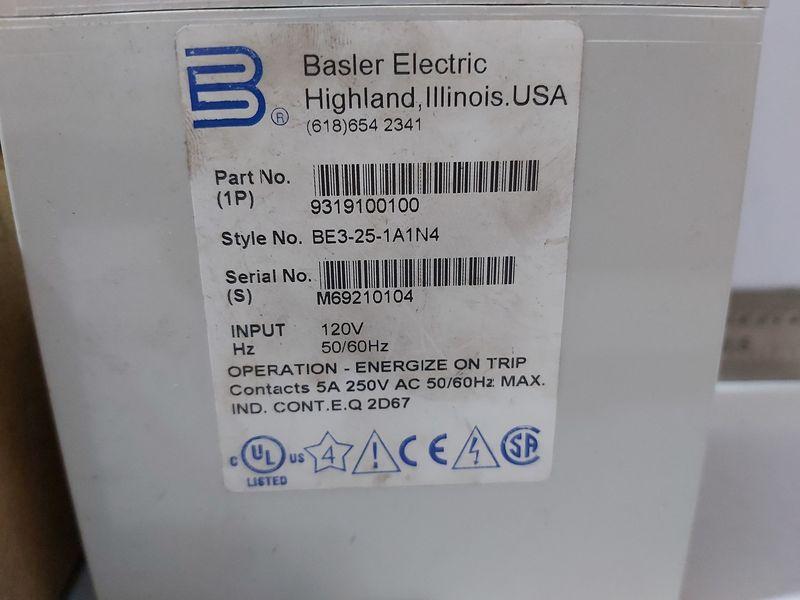 Basler Electric
Highland,Illinois.USA
(618)654 2341
®
Part No.
(1P)
9319100100
Style No. BE3-25-1A1N4
Serial No.
(S)
M69210104
INPUT 120V
Hz 50/60Hz
OPERATION - ENERGIZE ON TRIP
Contacts 5A 250V AC 50/60Hz MAX.
IND. CONT.E.Q 2D67
C UL US 4 ! CE SA
LISTED